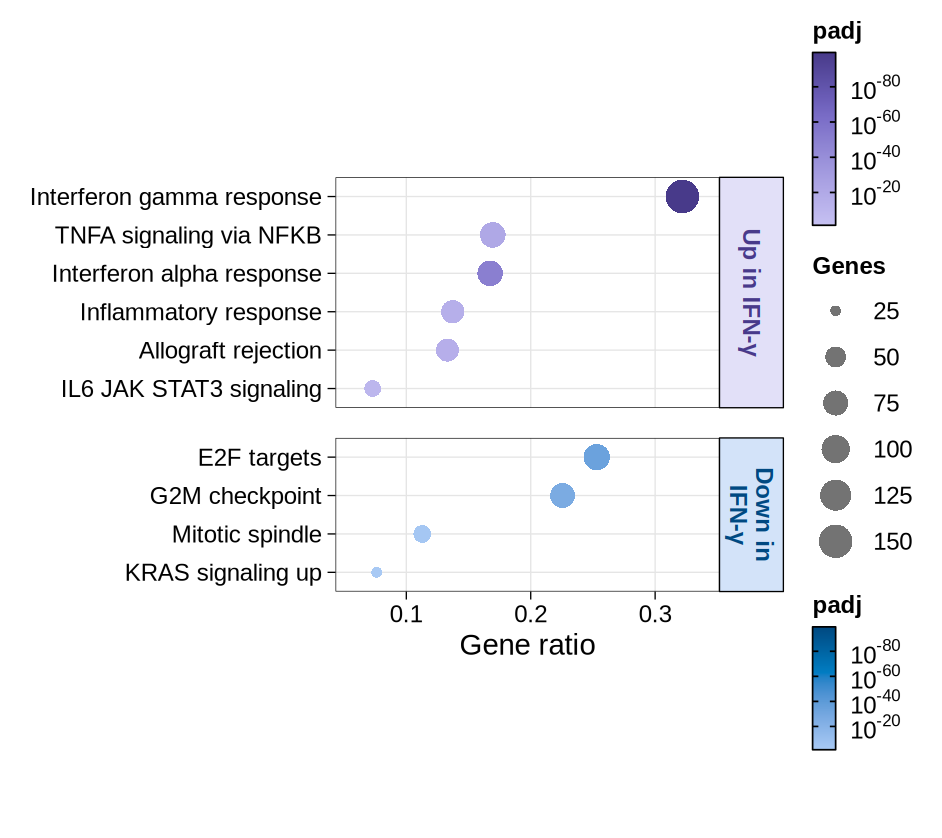 Interferon gamma response
TNFA signaling via NFKB
Interferon alpha response
Inflammatory response
Allograft rejection
IL6 JAK STAT3 signaling
Up in IFN-γ
E2F targets
G2M checkpoint
Mitotic spindle
KRAS signaling up
Down in
IFN-γ
0.1 0.2 0.3
Gene ratio
padj
10^-80
10^-60
10^-40
10^-20
Genes
25
50
75
100
125
150
padj
10^-80
10^-60
10^-40
10^-20